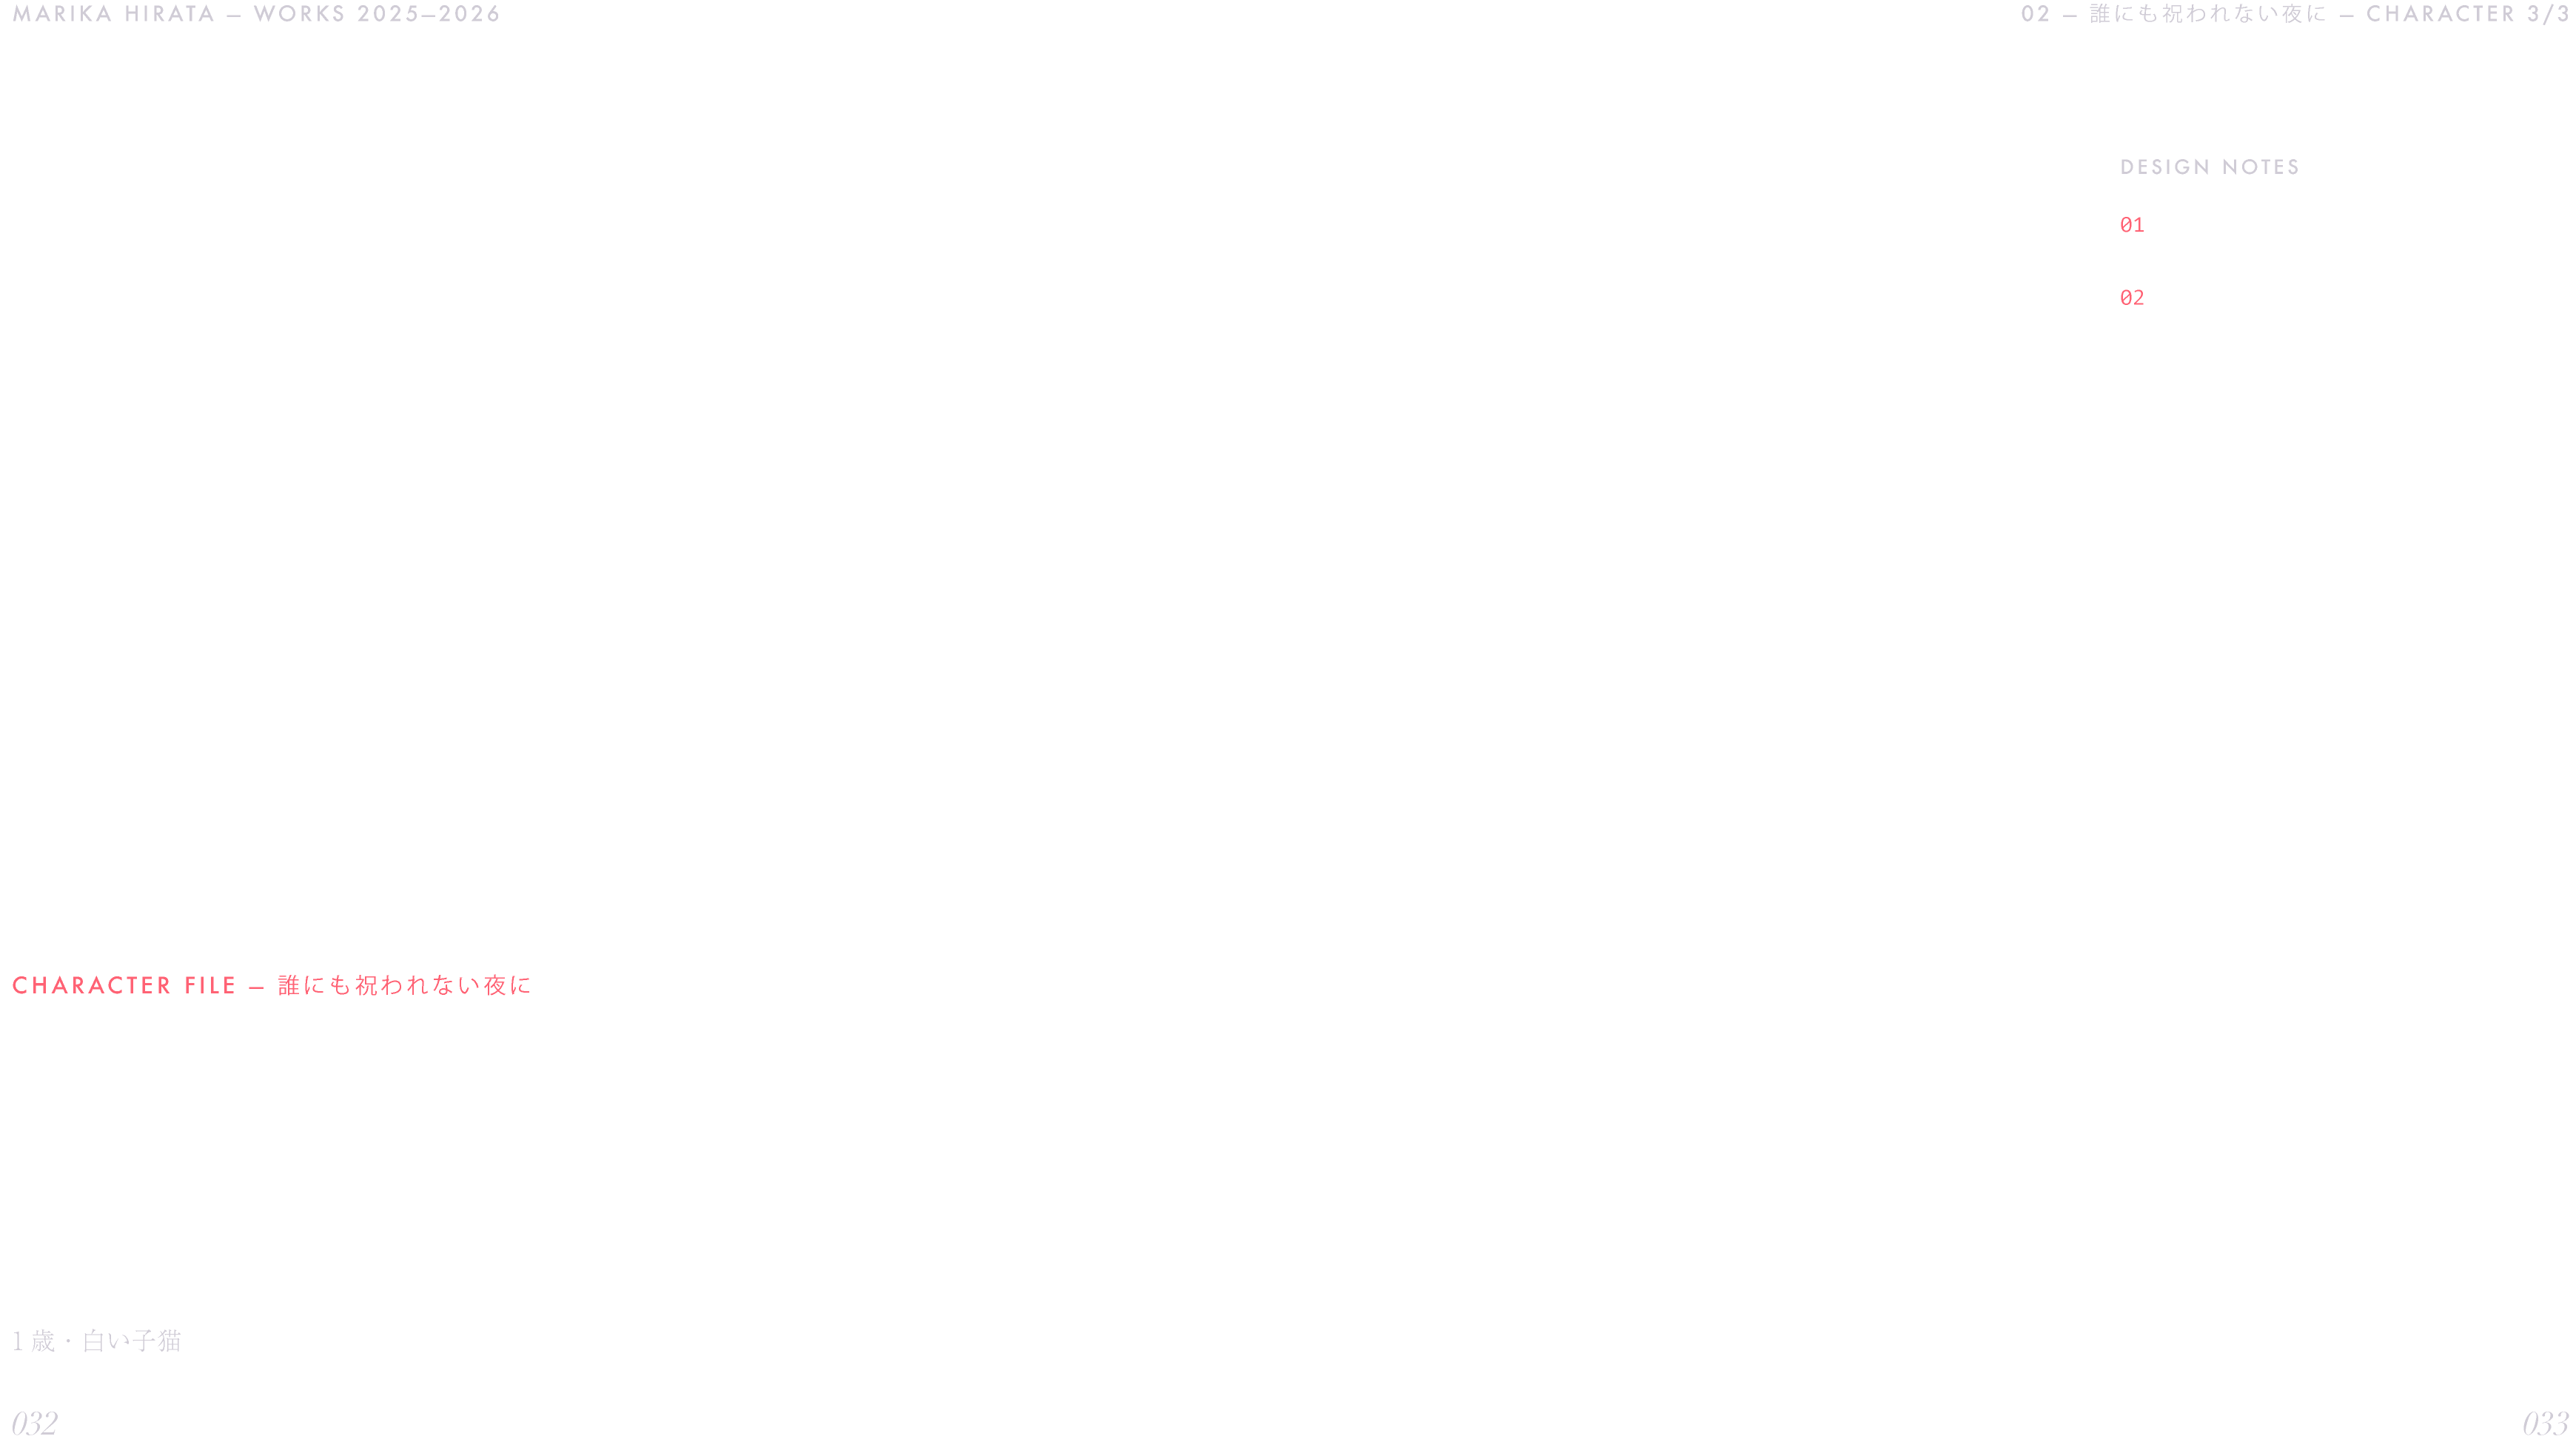 MARIKA HIRATA — WORKS 2025—2026
02 — 誰にも祝われない夜に — CHARACTER 3/3
DESIGN NOTES
01
02
CHARACTER FILE — 誰にも祝われない夜に
1 歳・白い子猫
032
033